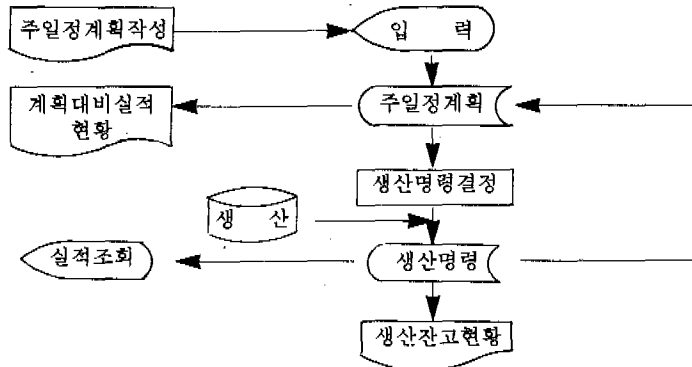 주일정계획작성
입 력
계획대비실적
현황
주일정계획
생산명령결정
생 산
실적조회
생산명령
생산잔고현황